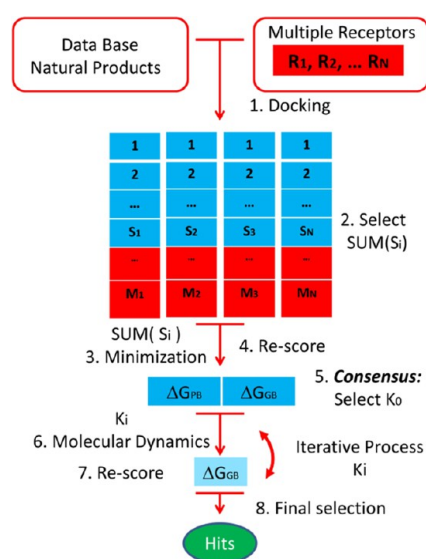 Data Base
Natural Products
Multiple Receptors
R1, R2, ... RN
1. Docking
1 1 1 1
2 2 2 2
... ... ... ...
S1 S2 S3 SN
... ... ... ...
M1 M2 M3 MN
2. Select
SUM(Si)
SUM( Si )
3. Minimization
4. Re-score
ΔGPB ΔGGB
5. Consensus:
Select K0
Ki
6. Molecular Dynamics
Iterative Process
Ki
7. Re-score
ΔGGB
8. Final selection
Hits